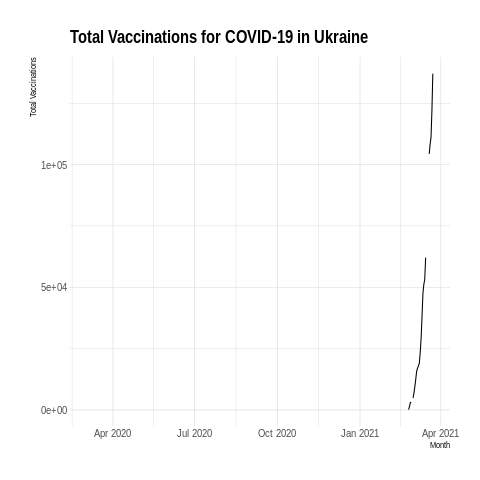 Total Vaccinations for COVID-19 in Ukraine
Total Vaccinations
1e+05
5e+04
0e+00
Apr 2020 Jul 2020 Oct 2020 Jan 2021 Apr 2021
Month